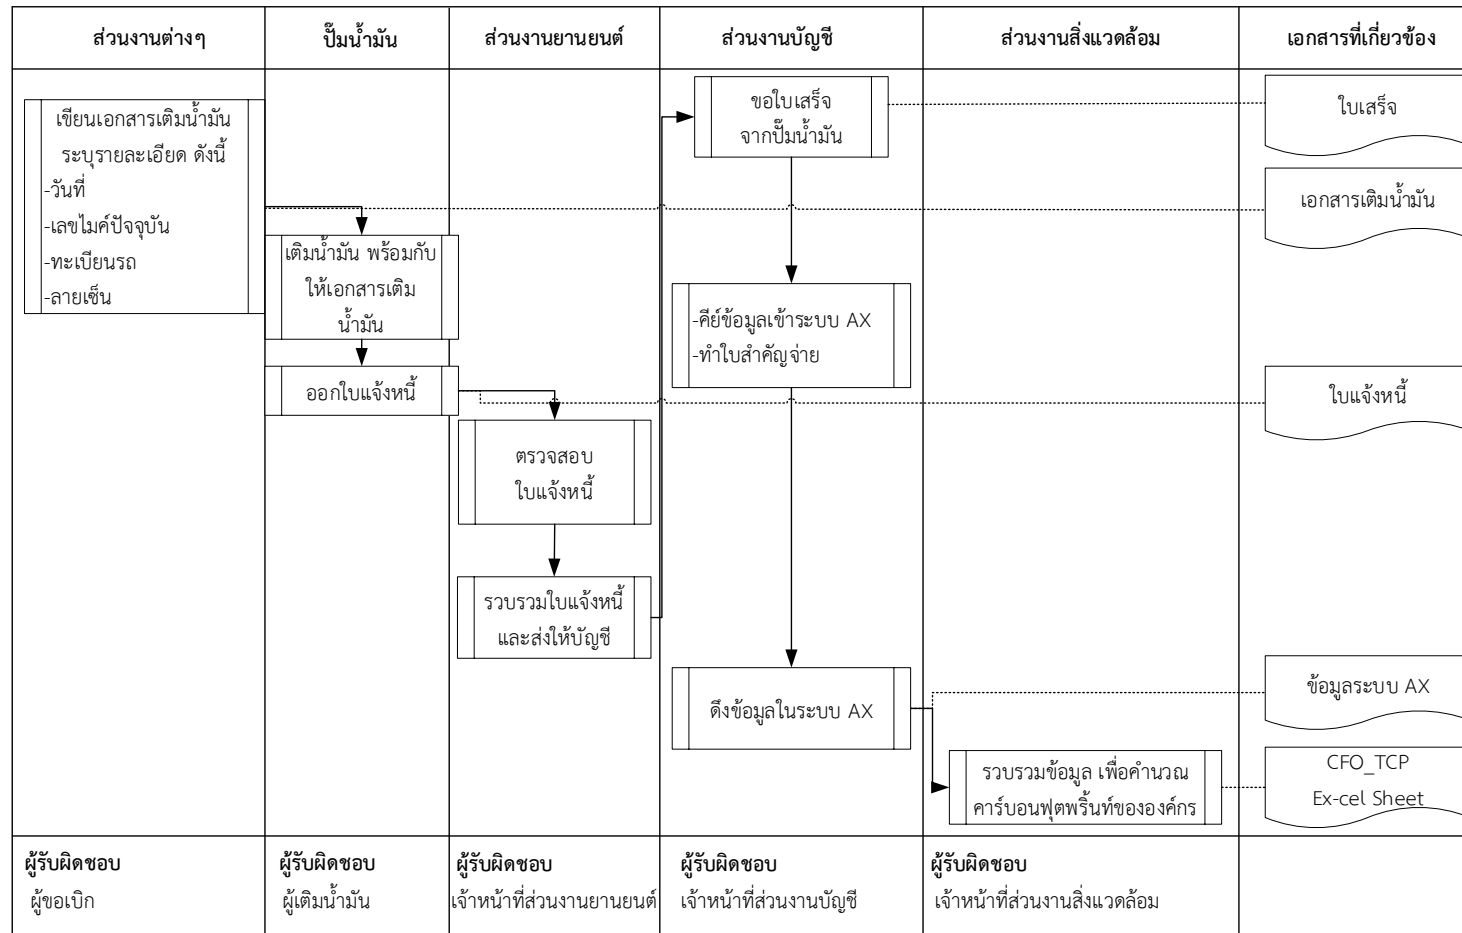 ส่วนงานต่างๆ
ปั๊มน้ำมัน
ส่วนงานยานยนต์
ส่วนงานบัญชี
ส่วนงานสิ่งแวดล้อม
เอกสารที่เกี่ยวข้อง
เขียนเอกสารเติมน้ำมัน
ระบุรายละเอียด ดังนี้
-วันที่
-เลขไมค์ปัจจุบัน
-ทะเบียนรถ
-ลายเซ็น
เติมน้ำมัน พร้อมกับ
ให้เอกสารเติม
น้ำมัน
ออกใบแจ้งหนี้
ตรวจสอบ
ใบแจ้งหนี้
รวบรวมใบแจ้งหนี้
และส่งให้บัญชี
ขอใบเสร็จ
จากปั๊มน้ำมัน
-คีย์ข้อมูลเข้าระบบ AX
-ทำใบสำคัญจ่าย
ดึงข้อมูลในระบบ AX
รวบรวมข้อมูล เพื่อคำนวณ
คาร์บอนฟุตพริ้นท์ขององค์กร
ใบเสร็จ
เอกสารเติมน้ำมัน
ใบแจ้งหนี้
ข้อมูลระบบ AX
CFO_TCP
Ex-cel Sheet
ผู้รับผิดชอบ
ผู้ขอเบิก
ผู้รับผิดชอบ
ผู้เติมน้ำมัน
ผู้รับผิดชอบ
เจ้าหน้าที่ส่วนงานยานยนต์
ผู้รับผิดชอบ
เจ้าหน้าที่ส่วนงานบัญชี
ผู้รับผิดชอบ
เจ้าหน้าที่ส่วนงานสิ่งแวดล้อม